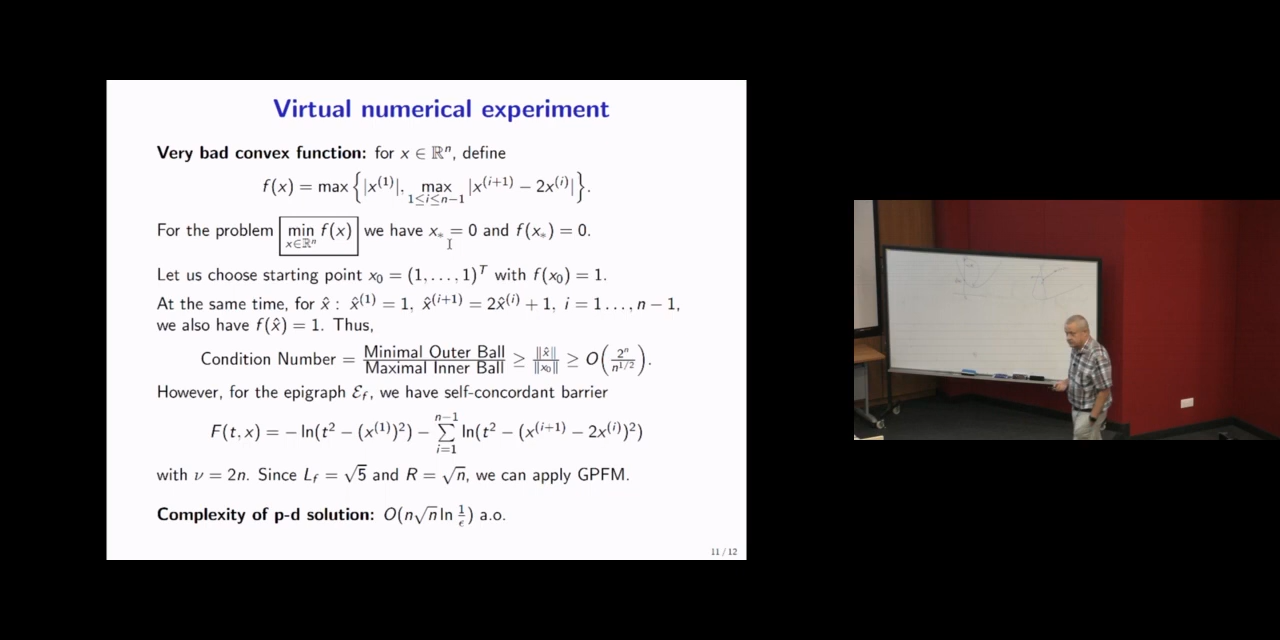 Virtual numerical experiment
Very bad convex function: for x ∈ ℝⁿ, define
f(x) = max { |x⁽¹⁾|, max_{1≤i≤n−1} |x⁽ⁱ⁺¹⁾ − 2x⁽ⁱ⁾| }.
For the problem min_{x∈ℝⁿ} f(x) we have x_* = 0 and f(x_*) = 0.
Let us choose starting point x₀ = (1, . . . , 1)ᵀ with f(x₀) = 1.
At the same time, for x̂ : x̂⁽¹⁾ = 1, x̂⁽ⁱ⁺¹⁾ = 2x̂⁽ⁱ⁾ + 1, i = 1 . . . , n − 1,
we also have f(x̂) = 1. Thus,
Condition Number = Minimal Outer Ball / Maximal Inner Ball ≥ ‖x̂‖ / ‖x₀‖ ≥ O(2ⁿ / n^{1/2}).
However, for the epigraph ℰ_f, we have self-concordant barrier
F(t, x) = − ln(t² − (x⁽¹⁾)²) − ∑_{i=1}^{n−1} ln(t² − (x⁽ⁱ⁺¹⁾ − 2x⁽ⁱ⁾)²)
with ν = 2n. Since L_f = √5 and R = √n, we can apply GPFM.
Complexity of p-d solution: O(n√n ln 1/ϵ) a.o.
11 / 12